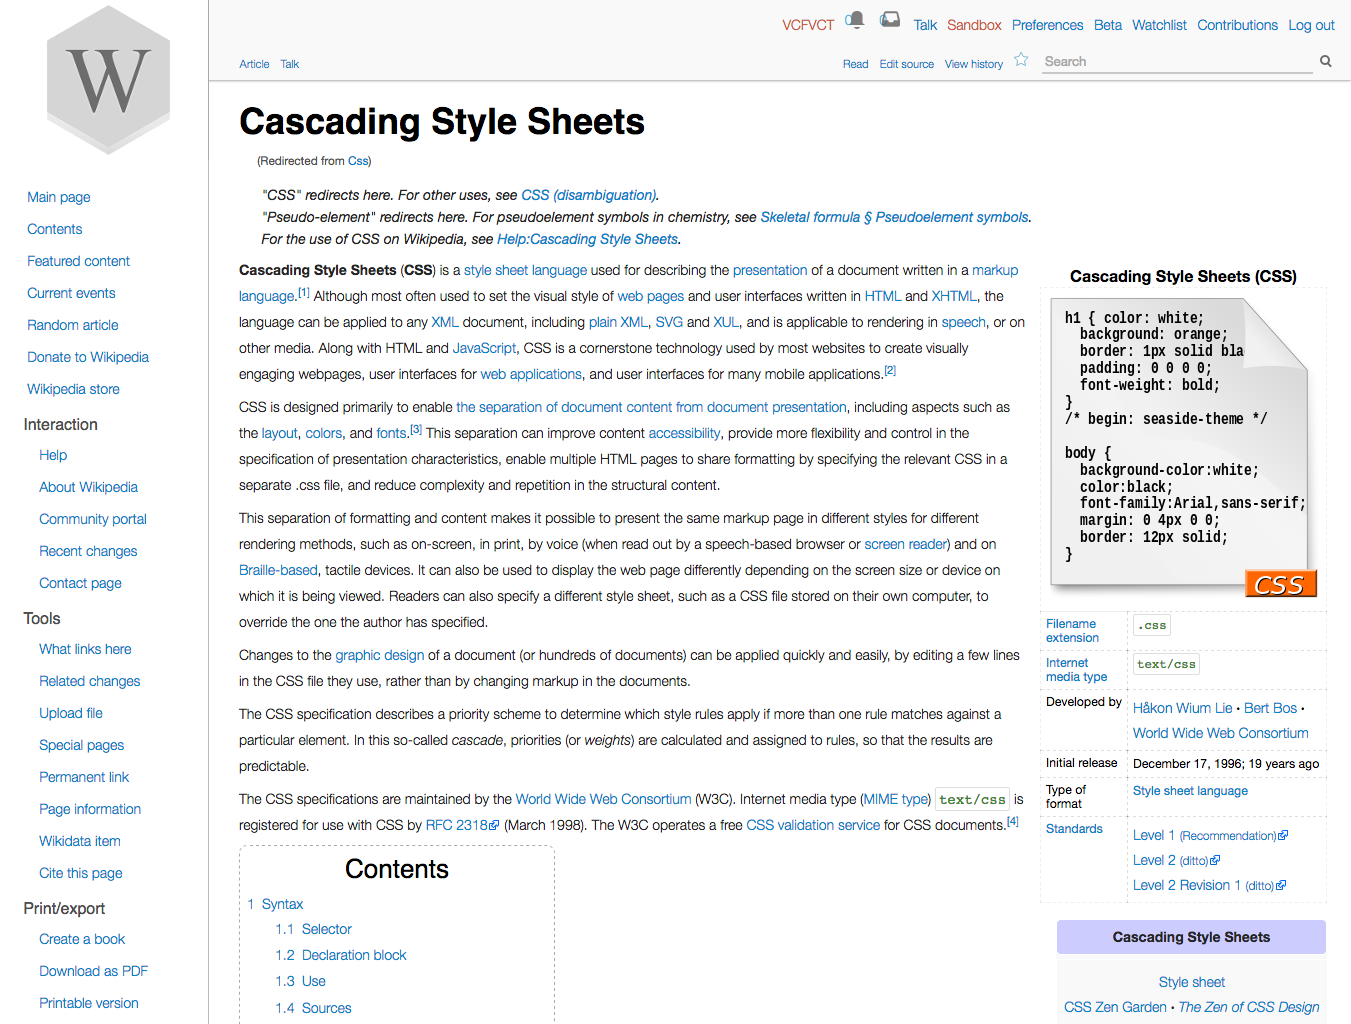 W
VCFVCT Talk Sandbox Preferences Beta Watchlist Contributions Log out
Article Talk
Read Edit source View history Search
Main page
Contents
Featured content
Current events
Random article
Donate to Wikipedia
Wikipedia store
Interaction
Help
About Wikipedia
Community portal
Recent changes
Contact page
Tools
What links here
Related changes
Upload file
Special pages
Permanent link
Page information
Wikidata item
Cite this page
Print/export
Create a book
Download as PDF
Printable version
Cascading Style Sheets
(Redirected from Css)
"CSS" redirects here. For other uses, see CSS (disambiguation).
"Pseudo-element" redirects here. For pseudoelement symbols in chemistry, see Skeletal formula § Pseudoelement symbols.
For the use of CSS on Wikipedia, see Help:Cascading Style Sheets.
Cascading Style Sheets (CSS) is a style sheet language used for describing the presentation of a document written in a markup
language.[1] Although most often used to set the visual style of web pages and user interfaces written in HTML and XHTML, the
language can be applied to any XML document, including plain XML, SVG and XUL, and is applicable to rendering in speech, or on
other media. Along with HTML and JavaScript, CSS is a cornerstone technology used by most websites to create visually
engaging webpages, user interfaces for web applications, and user interfaces for many mobile applications.[2]
CSS is designed primarily to enable the separation of document content from document presentation, including aspects such as
the layout, colors, and fonts.[3] This separation can improve content accessibility, provide more flexibility and control in the
specification of presentation characteristics, enable multiple HTML pages to share formatting by specifying the relevant CSS in a
separate .css file, and reduce complexity and repetition in the structural content.
This separation of formatting and content makes it possible to present the same markup page in different styles for different
rendering methods, such as on-screen, in print, by voice (when read out by a speech-based browser or screen reader) and on
Braille-based, tactile devices. It can also be used to display the web page differently depending on the screen size or device on
which it is being viewed. Readers can also specify a different style sheet, such as a CSS file stored on their own computer, to
override the one the author has specified.
Changes to the graphic design of a document (or hundreds of documents) can be applied quickly and easily, by editing a few lines
in the CSS file they use, rather than by changing markup in the documents.
The CSS specification describes a priority scheme to determine which style rules apply if more than one rule matches against a
particular element. In this so-called cascade, priorities (or weights) are calculated and assigned to rules, so that the results are
predictable.
The CSS specifications are maintained by the World Wide Web Consortium (W3C). Internet media type (MIME type) text/css is
registered for use with CSS by RFC 2318 (March 1998). The W3C operates a free CSS validation service for CSS documents.[4]
Contents
1 Syntax
1.1 Selector
1.2 Declaration block
1.3 Use
1.4 Sources
Cascading Style Sheets (CSS)
h1 { color: white;
background: orange;
border: 1px solid bla
padding: 0 0 0 0;
font-weight: bold;
}
/* begin: seaside-theme */
body {
background-color:white;
color:black;
font-family:Arial,sans-serif;
margin: 0 4px 0 0;
border: 12px solid;
}
CSS
Filename extension .css
Internet media type text/css
Developed by Håkon Wium Lie • Bert Bos •
World Wide Web Consortium
Initial release December 17, 1996; 19 years ago
Type of format Style sheet language
Standards Level 1 (Recommendation)
Level 2 (ditto)
Level 2 Revision 1 (ditto)
Cascading Style Sheets
Style sheet
CSS Zen Garden • The Zen of CSS Design